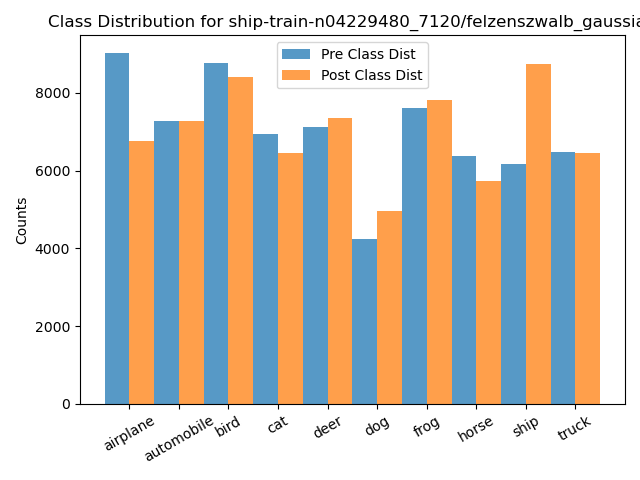 Class Distribution for ship-train-n04229480_7120/felzenszwalb_gaussia
Pre Class Dist
Post Class Dist
Counts
8000
6000
4000
2000
0
airplane
automobile
bird
cat
deer
dog
frog
horse
ship
truck